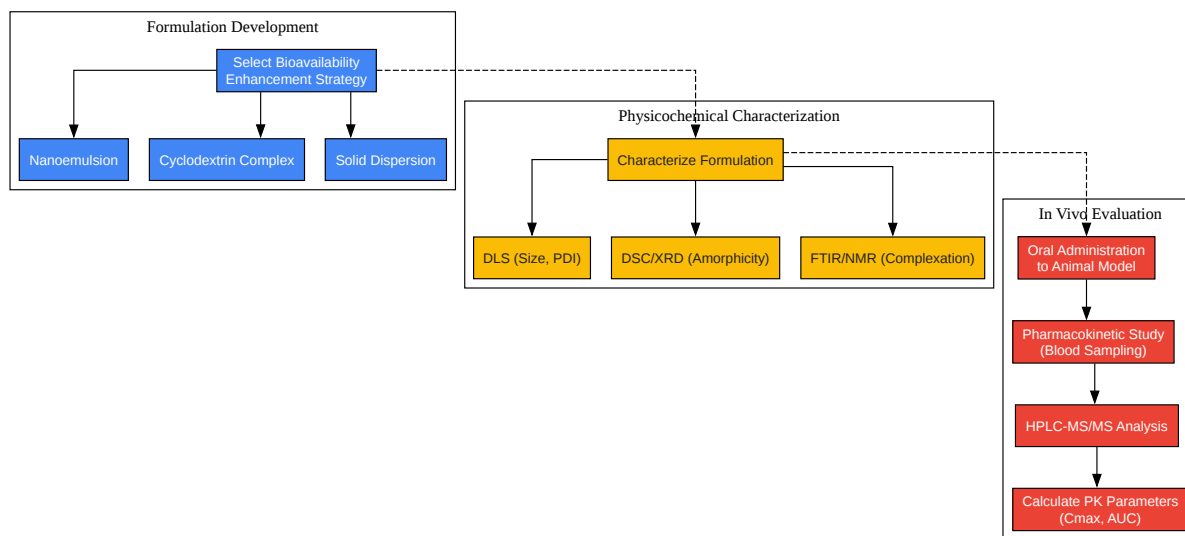 Formulation Development
Select Bioavailability
Enhancement Strategy
Nanoemulsion
Cyclodextrin Complex
Solid Dispersion
Physicochemical Characterization
Characterize Formulation
DLS (Size, PDI)
DSC/XRD (Amorphicity)
FTIR/NMR (Complexation)
In Vivo Evaluation
Oral Administration
to Animal Model
Pharmacokinetic Study
(Blood Sampling)
HPLC-MS/MS Analysis
Calculate PK Parameters
(Cmax, AUC)